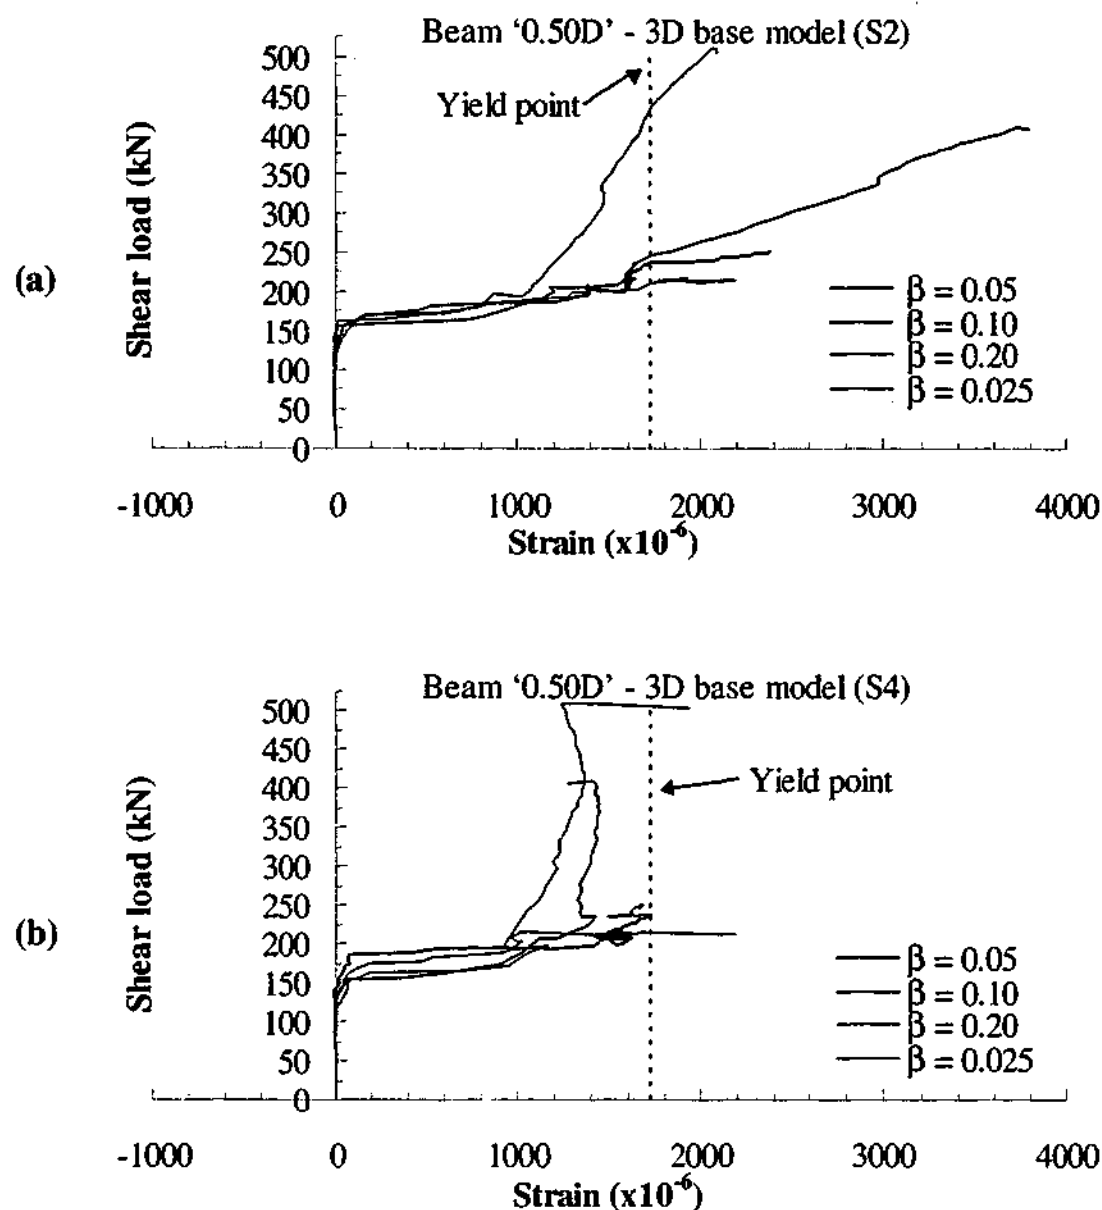 Beam ‘0.50D’ - 3D base model (S2)
500
450
400
350
300
250
200
150
100
50
0
Shear load (kN)
Yield point
(a)
β = 0.05
β = 0.10
β = 0.20
β = 0.025
-1000 0 1000 2000 3000 4000
Strain (x10⁻⁶)
Beam ‘0.50D’ - 3D base model (S4)
500
450
400
350
300
250
200
150
100
50
0
Shear load (kN)
Yield point
(b)
β = 0.05
β = 0.10
β = 0.20
β = 0.025
-1000 0 1000 2000 3000 4000
Strain (x10⁻⁶)